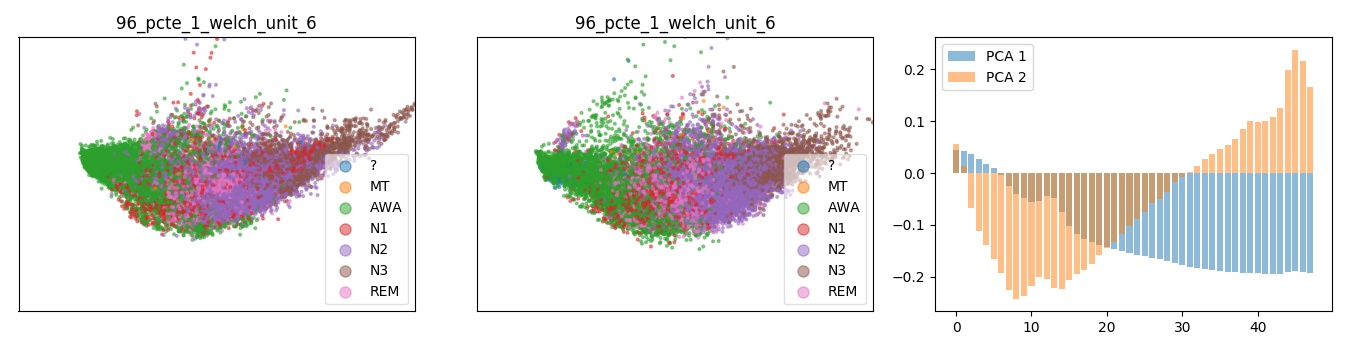 96_pcte_1_welch_unit_6
?
MT
AWA
N1
N2
N3
REM
96_pcte_1_welch_unit_6
?
MT
AWA
N1
N2
N3
REM
PCA 1
PCA 2
0.2
0.1
0.0
−0.1
−0.2
0 10 20 30 40